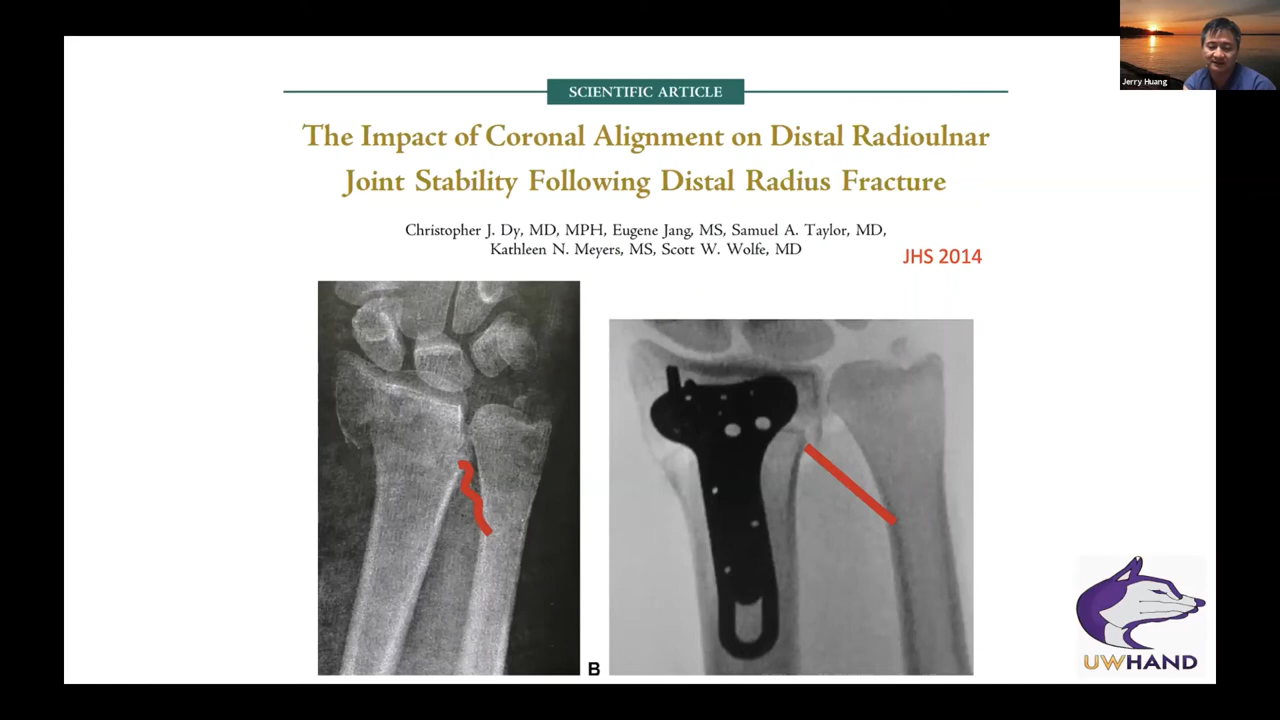 Jerry Huang
SCIENTIFIC ARTICLE
The Impact of Coronal Alignment on Distal Radioulnar
Joint Stability Following Distal Radius Fracture
Christopher J. Dy, MD, MPH, Eugene Jang, MS, Samuel A. Taylor, MD,
Kathleen N. Meyers, MS, Scott W. Wolfe, MD
JHS 2014
B
UWHAND